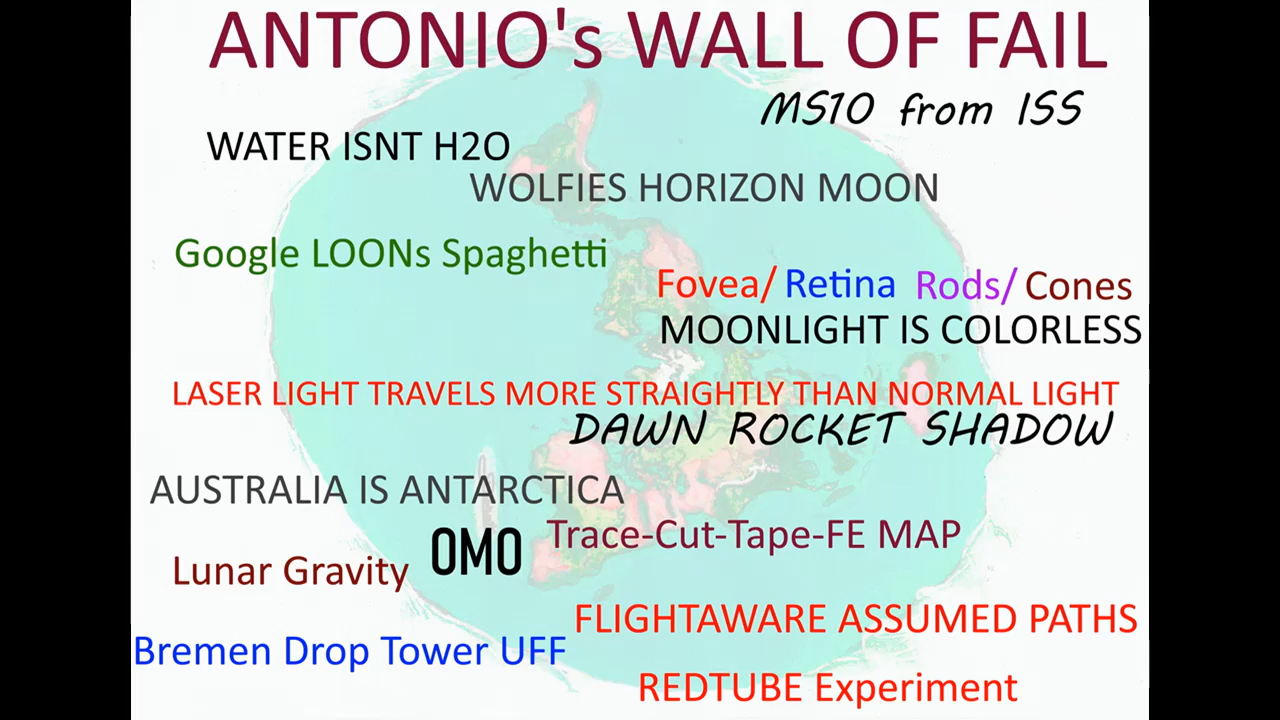 ANTONIO's WALL OF FAIL
MS10 from ISS
WATER ISNT H2O
WOLFIES HORIZON MOON
Google LOONs Spaghetti
Fovea/ Retina Rods/ Cones
MOONLIGHT IS COLORLESS
LASER LIGHT TRAVELS MORE STRAIGHTLY THAN NORMAL LIGHT
DAWN ROCKET SHADOW
AUSTRALIA IS ANTARCTICA
Trace-Cut-Tape-FE MAP
OMO
Lunar Gravity
FLIGHTAWARE ASSUMED PATHS
Bremen Drop Tower UFF
REDTUBE Experiment